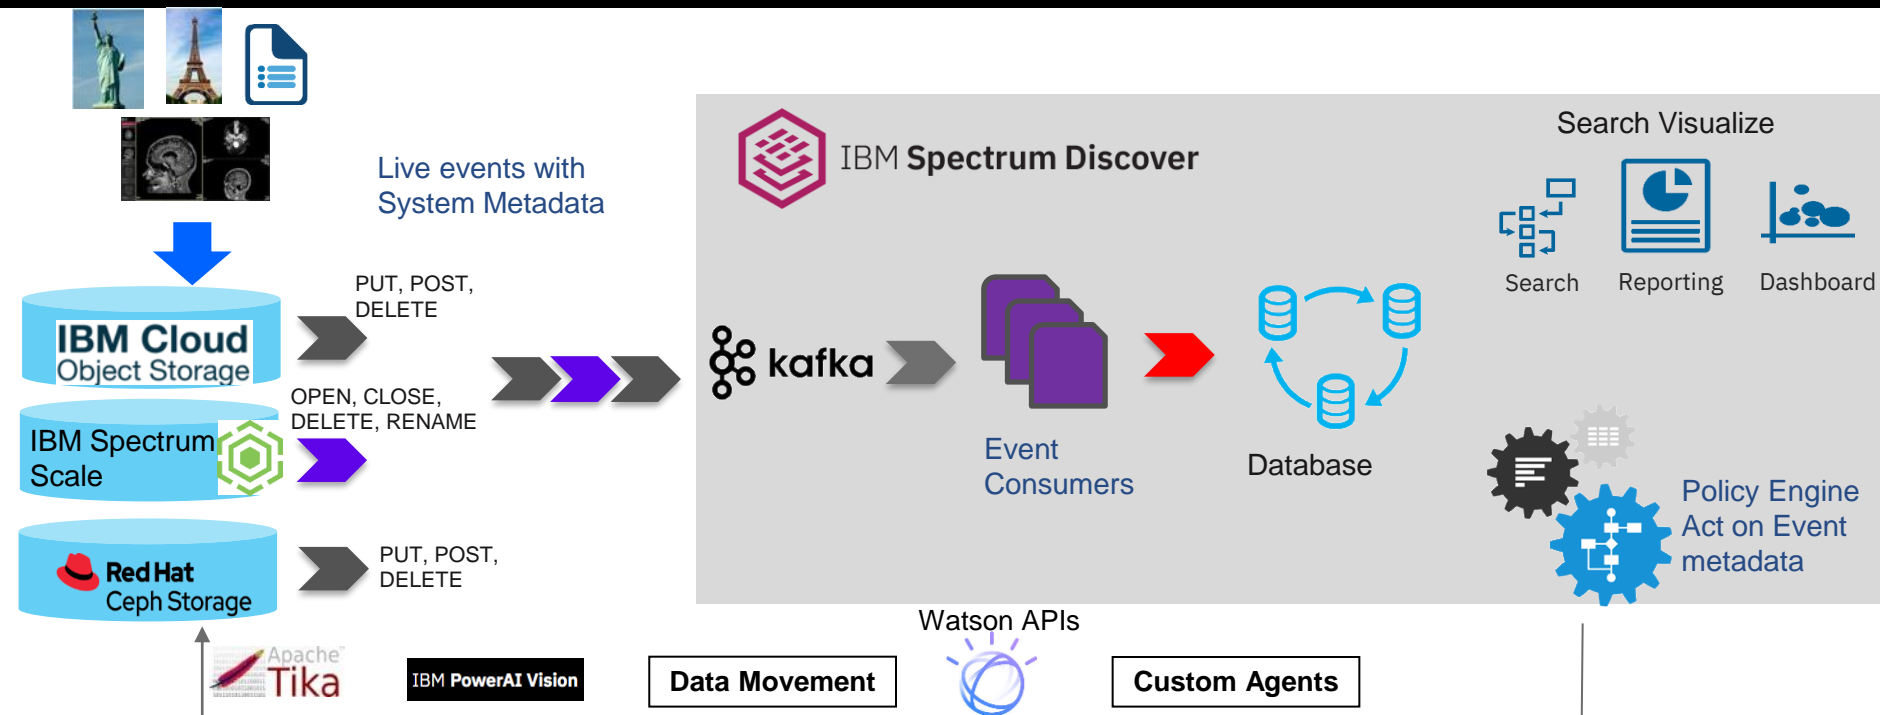 Live events with
System Metadata
IBM Spectrum Discover
Search Visualize
Search
Reporting
Dashboard
PUT, POST,
DELETE
IBM Cloud
Object Storage
OPEN, CLOSE,
DELETE, RENAME
IBM Spectrum
Scale
kafka
Event
Consumers
Database
Policy Engine
Act on Event
metadata
Red Hat
Ceph Storage
PUT, POST,
DELETE
Watson APIs
Apache
Tika
IBM PowerAI Vision
Data Movement
Custom Agents